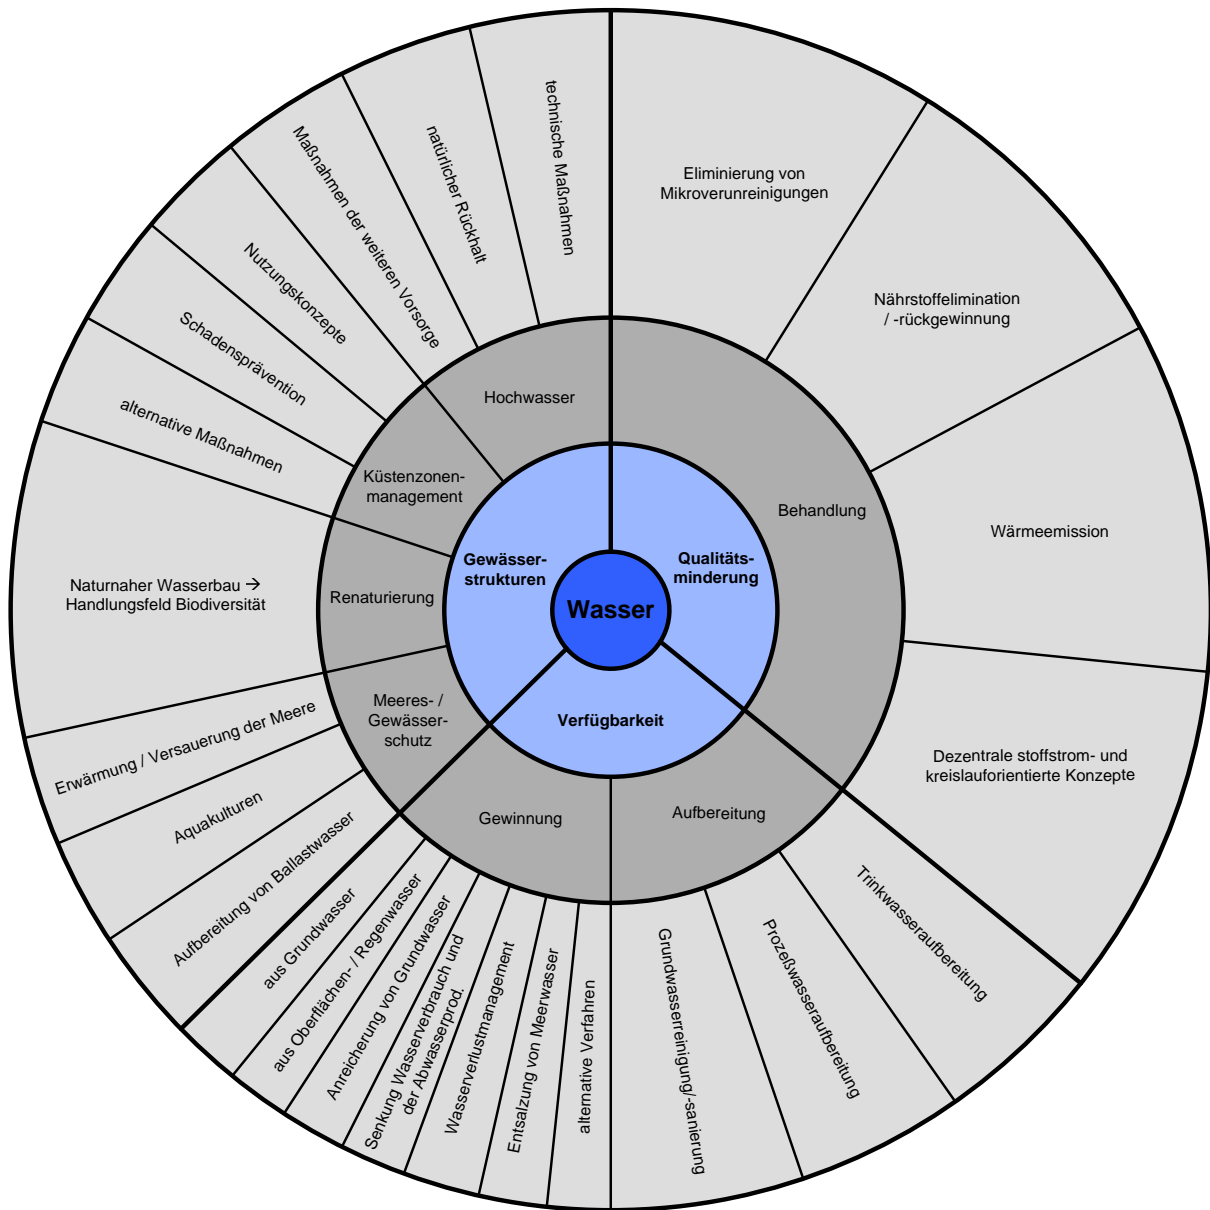 Wasser
Qualitäts-
minderung
Verfügbarkeit
Gewässer-
strukturen
Behandlung
Aufbereitung
Gewinnung
Meeres- /
Gewässer-
schutz
Renaturierung
Küstenzonen-
management
Hochwasser
Eliminierung von
Mikroverunreinigungen
Nährstoffelimination
/ -rückgewinnung
Wärmeemission
Dezentrale stoffstrom- und
kreislauforientierte Konzepte
Trinkwasseraufbereitung
Prozeßwasseraufbereitung
Grundwasserreinigung/-sanierung
alternative Verfahren
Entsalzung von Meerwasser
Wasserverlustmanagement
Senkung Wasserverbrauch und
der Abwasserprod.
Anreicherung von Grundwasser
aus Oberflächen- / Regenwasser
aus Grundwasser
Aufbereitung von Ballastwasser
Aquakulturen
Erwärmung / Versauerung der Meere
Naturnaher Wasserbau →
Handlungsfeld Biodiversität
alternative Maßnahmen
Schadensprävention
Nutzungskonzepte
Maßnahmen der weiteren Vorsorge
natürlicher Rückhalt
technische Maßnahmen